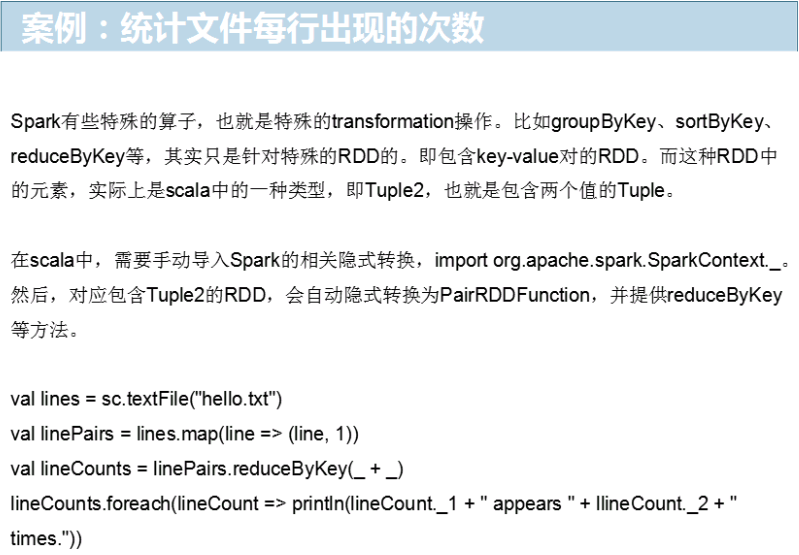 案例：统计文件每行出现的次数
Spark有些特殊的算子，也就是特殊的transformation操作。比如groupByKey、sortByKey、
reduceByKey等，其实只是针对特殊的RDD的。即包含key-value对的RDD。而这种RDD中
的元素，实际上是scala中的一种类型，即Tuple2，也就是包含两个值的Tuple。
在scala中，需要手动导入Spark的相关隐式转换，import org.apache.spark.SparkContext._。
然后，对应包含Tuple2的RDD，会自动隐式转换为PairRDDFunction，并提供reduceByKey
等方法。
val lines = sc.textFile("hello.txt")
val linePairs = lines.map(line => (line, 1))
val lineCounts = linePairs.reduceByKey(_ + _)
lineCounts.foreach(lineCount => println(lineCount._1 + " appears " + llineCount._2 + "
times."))